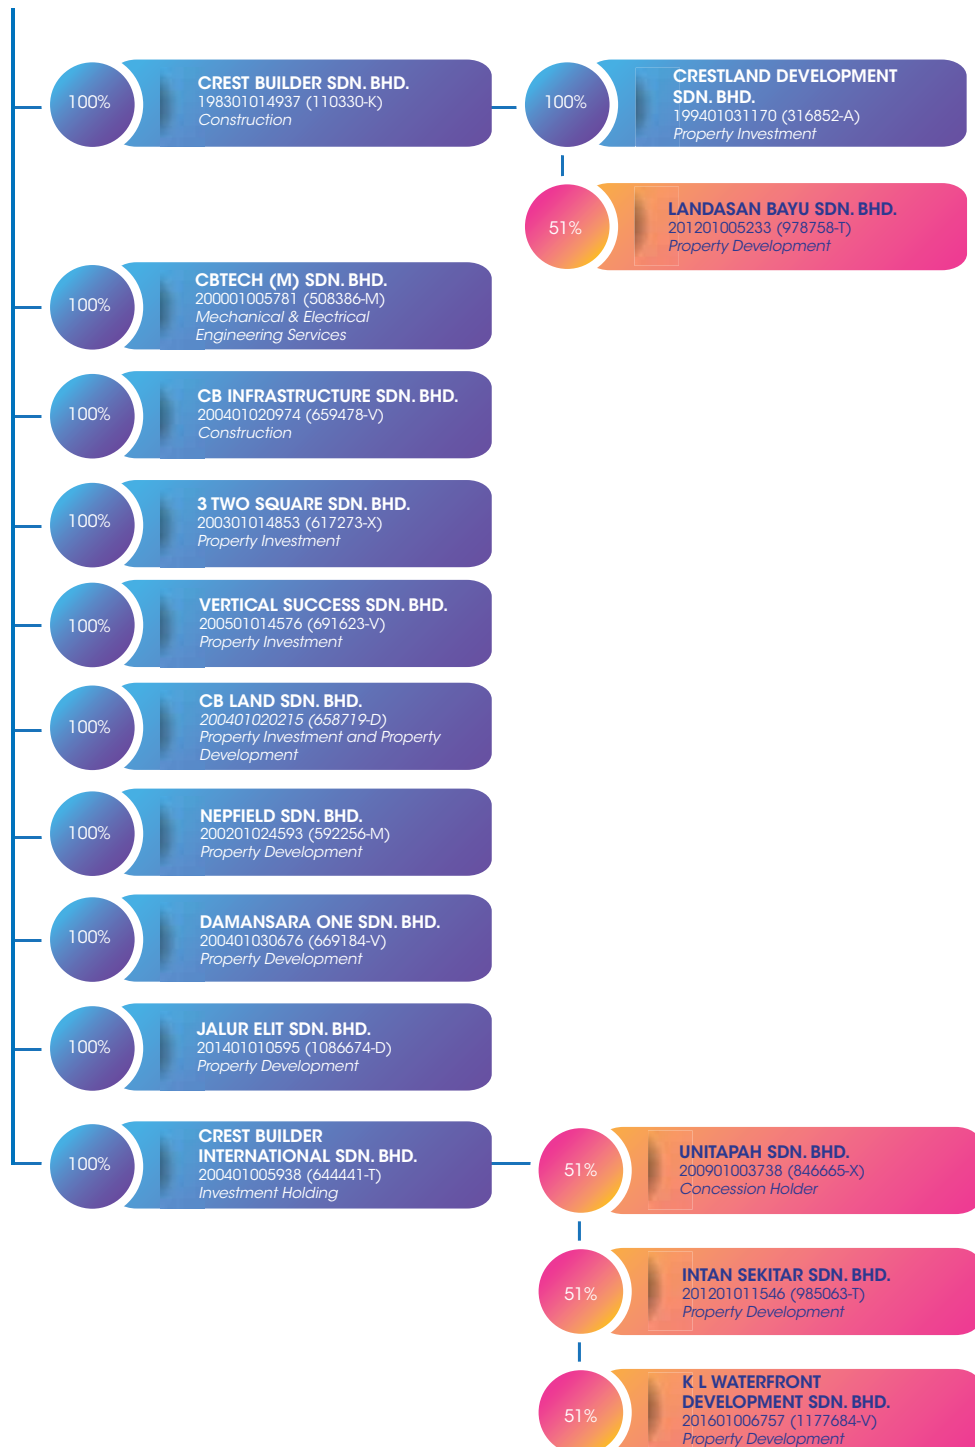 100%
CREST BUILDER SDN. BHD.
198301014937 (110330-K)
Construction
100%
CRESTLAND DEVELOPMENT
SDN. BHD.
199401031170 (316852-A)
Property Investment
51%
LANDASAN BAYU SDN. BHD.
201201005233 (978758-T)
Property Development
100%
CBTECH (M) SDN. BHD.
200001005781 (508386-M)
Mechanical & Electrical
Engineering Services
100%
CB INFRASTRUCTURE SDN. BHD.
200401020974 (659478-V)
Construction
100%
3 TWO SQUARE SDN. BHD.
200301014853 (617273-X)
Property Investment
100%
VERTICAL SUCCESS SDN. BHD.
200501014576 (691623-V)
Property Investment
100%
CB LAND SDN. BHD.
200401020215 (658719-D)
Property Investment and Property
Development
100%
NEPFIELD SDN. BHD.
200201024593 (592256-M)
Property Development
100%
DAMANSARA ONE SDN. BHD.
200401030676 (669184-V)
Property Development
100%
JALUR ELIT SDN. BHD.
201401010595 (1086674-D)
Property Development
100%
CREST BUILDER
INTERNATIONAL SDN. BHD.
200401005938 (644441-T)
Investment Holding
51%
UNITAPAH SDN. BHD.
200901003738 (846665-X)
Concession Holder
51%
INTAN SEKITAR SDN. BHD.
201201011546 (985063-T)
Property Development
51%
K L WATERFRONT
DEVELOPMENT SDN. BHD.
201601006757 (1177684-V)
Property Development